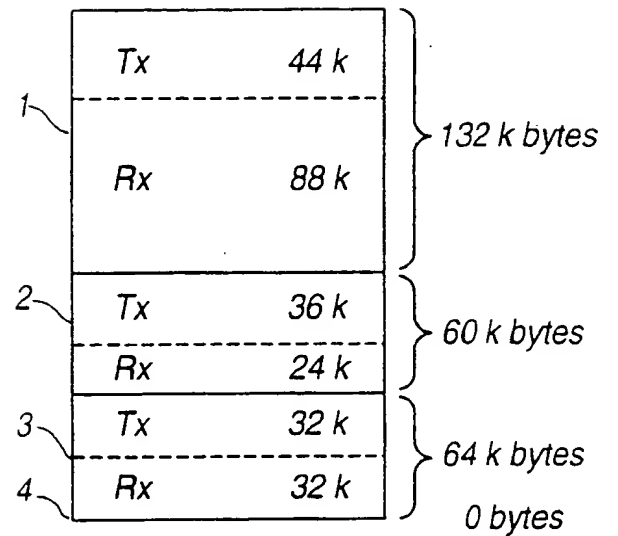 Tx 44 k
1
132 k bytes
Rx 88 k
2
Tx 36 k
60 k bytes
Rx 24 k
3
Tx 32 k
64 k bytes
4
Rx 32 k
0 bytes